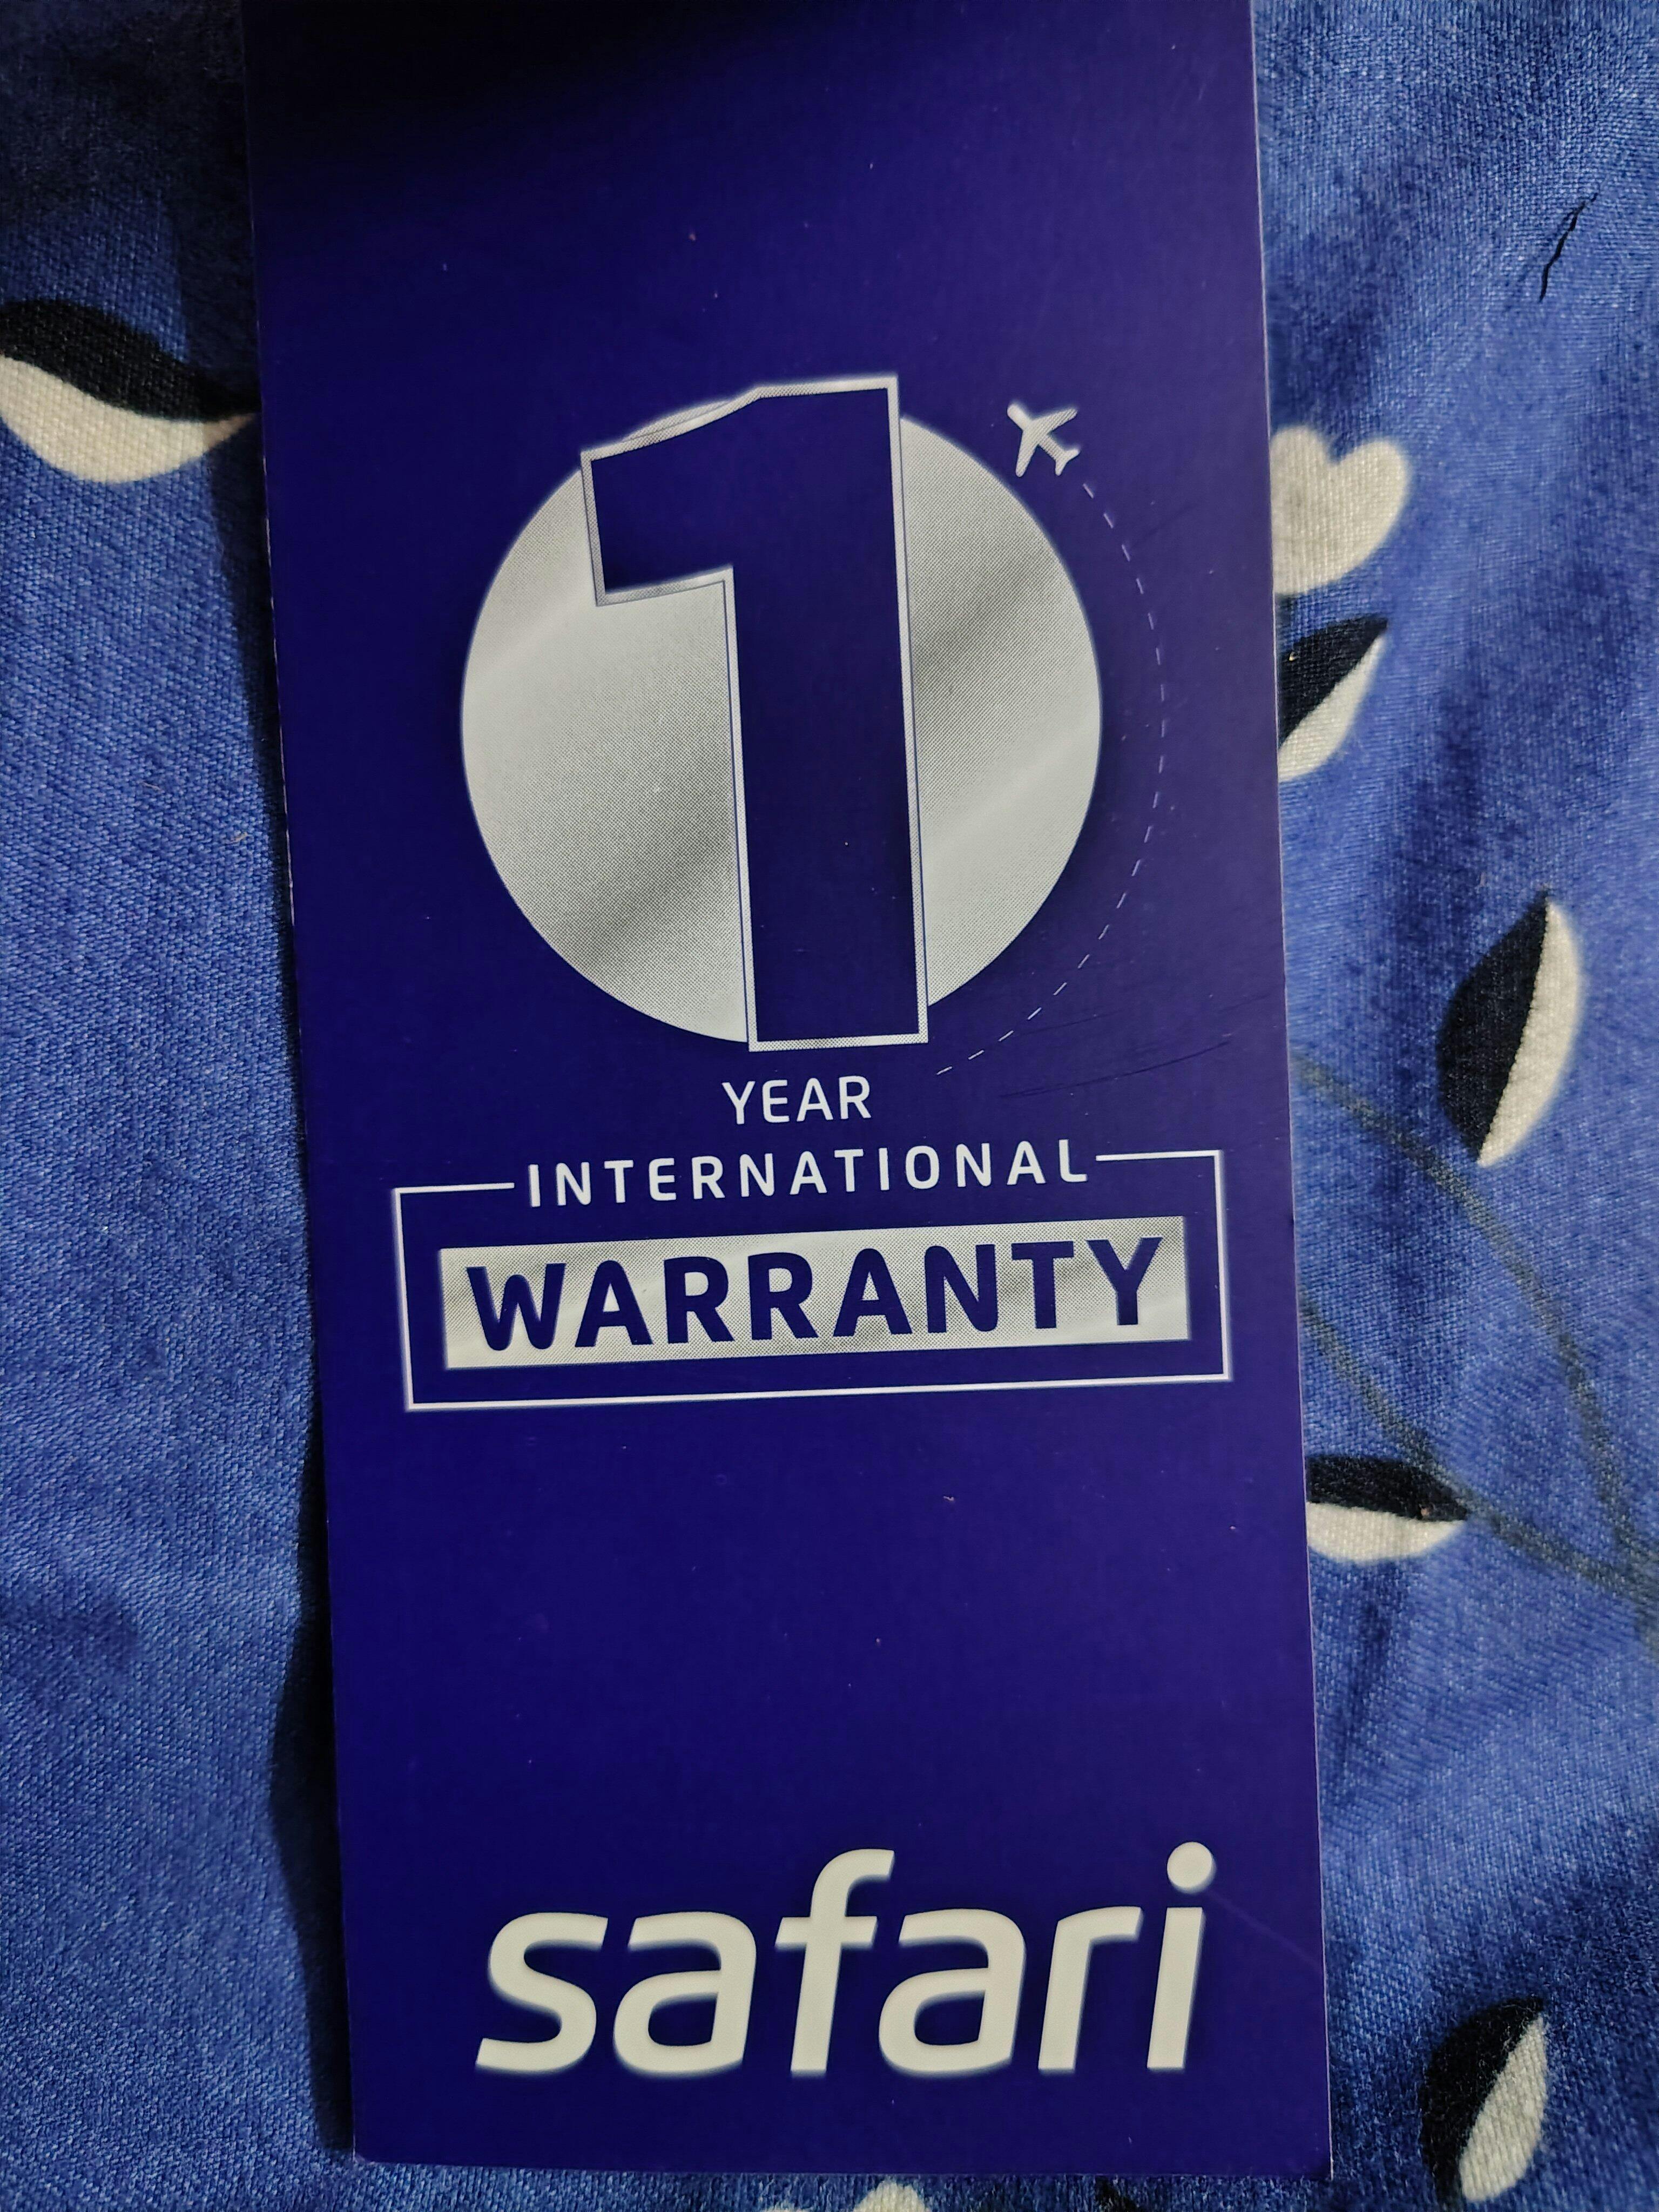 1
YEAR
INTERNATIONAL
WARRANTY
safari